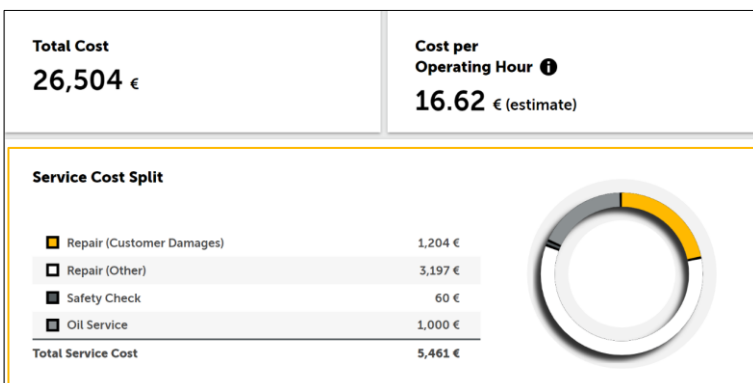 Total Cost
26,504 €
Cost per
Operating Hour i
16.62 € (estimate)
Service Cost Split
Repair (Customer Damages) 1,204 €
Repair (Other) 3,197 €
Safety Check 60 €
Oil Service 1,000 €
Total Service Cost 5,461 €